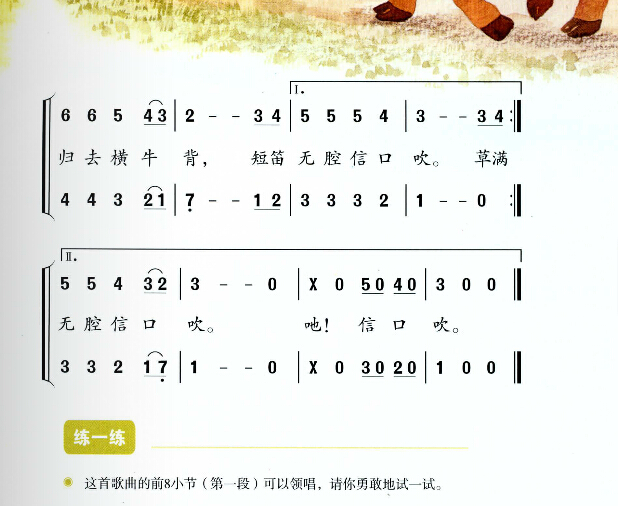 I.
6 6 5 4 3 | 2 - - 3 4 | 5 5 5 4 | 3 - - 3 4 :|
归去横牛 背， 短笛无腔信口 吹。 草满
4 4 3 2 1 | 7 - - 1 2 | 3 3 3 2 | 1 - - 0 :|
II.
5 5 4 3 2 | 3 - - 0 | X 0 5 0 4 0 | 3 0 0 |
无腔信口 吹。 吔！ 信口 吹。
3 3 2 1 7 | 1 - - 0 | X 0 3 0 2 0 | 1 0 0 |
练一练
这首歌曲的前8小节（第一段）可以领唱，请你勇敢地试一试。